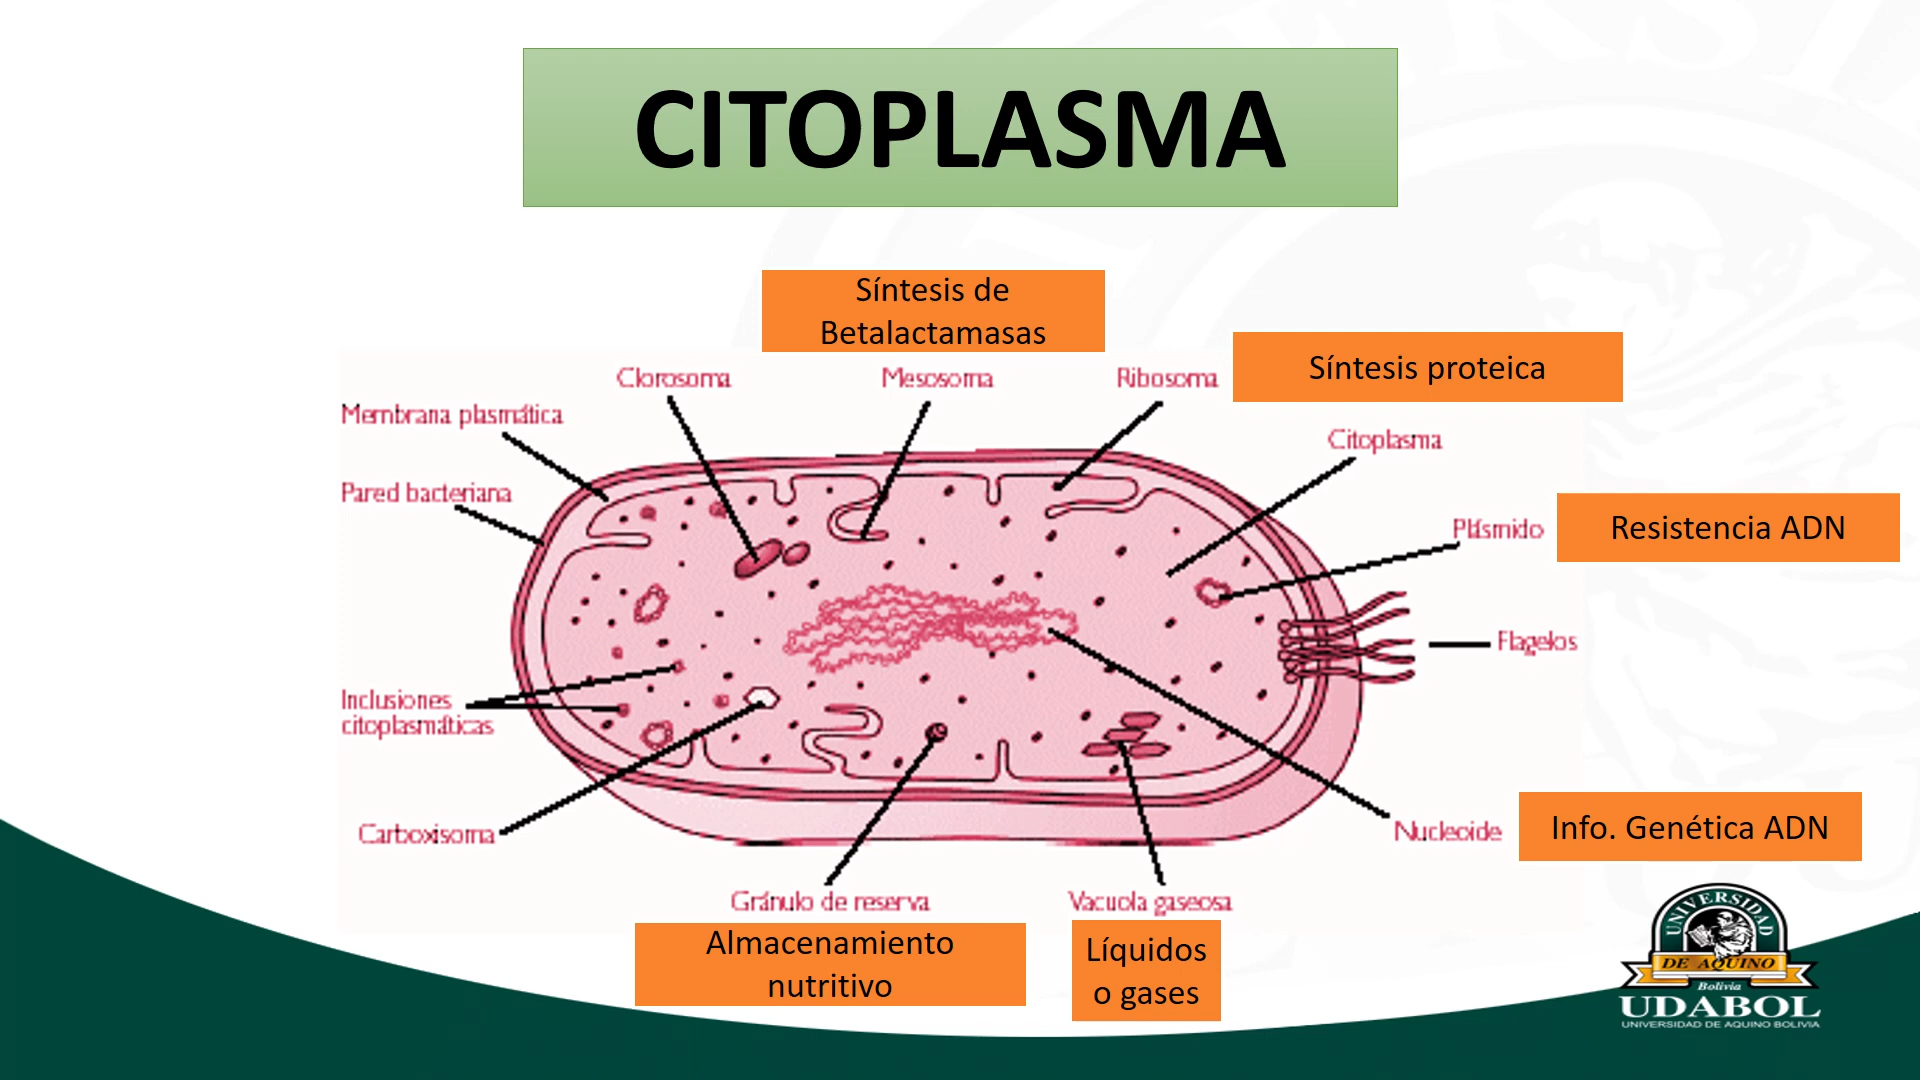 CITOPLASMA
Síntesis de
Betalactamasas
Síntesis proteica
Clorosoma
Mesosoma
Ribosoma
Membrana plasmática
Citoplasma
Pared bacteriana
Plásmido
Resistencia ADN
Flagelos
Inclusiones
citoplasmáticas
Carboxisoma
Nucleoide
Info. Genética ADN
Gránulo de reserva
Vacuola gaseosa
Almacenamiento
nutritivo
Líquidos
o gases
UNIVERSIDAD
DE AQUINO
Bolivia
UDABOL
UNIVERSIDAD DE AQUINO BOLIVIA